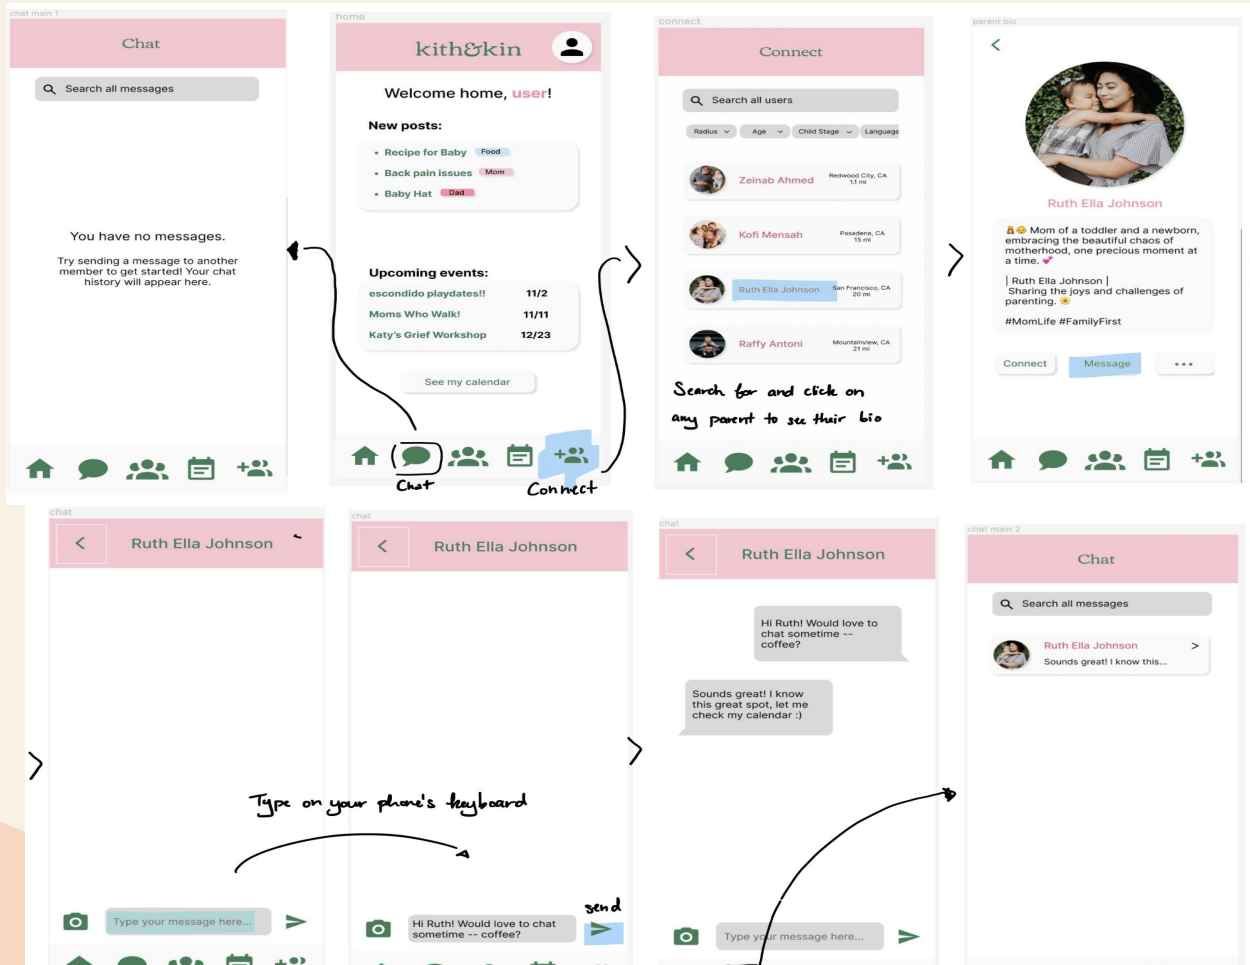 chat main 1
Chat
Search all messages
You have no messages.
Try sending a message to another
member to get started! Your chat
history will appear here.
home
kith&kin
Welcome home, user!
New posts:
• Recipe for Baby Food
• Back pain issues Mom
• Baby Hat Dad
Upcoming events:
escondido playdates!! 11/2
Moms Who Walk! 11/11
Katy's Grief Workshop 12/23
See my calendar
Chat
Connect
connect
Connect
Search all users
Radius Age Child Stage Language
Zeinab Ahmed Redwood City, CA
1.1 mi
Kofi Mensah Pasadena, CA
15 mi
Ruth Ella Johnson San Francisco, CA
20 mi
Raffy Antoni Mountainview, CA
21 mi
Search for and click on
any parent to see their bio
parent bio
Ruth Ella Johnson
Mom of a toddler and a newborn,
embracing the beautiful chaos of
motherhood, one precious moment at
a time. 💕
| Ruth Ella Johnson |
Sharing the joys and challenges of
parenting. 🌼
#MomLife #FamilyFirst
Connect Message •••
chat
< Ruth Ella Johnson
Type on your phone's keyboard
Type your message here...
chat
< Ruth Ella Johnson
send
Hi Ruth! Would love to chat
sometime -- coffee?
chat
< Ruth Ella Johnson
Hi Ruth! Would love to
chat sometime --
coffee?
Sounds great! I know
this great spot, let me
check my calendar :)
Type your message here...
chat main 2
Chat
Search all messages
Ruth Ella Johnson >
Sounds great! I know this...